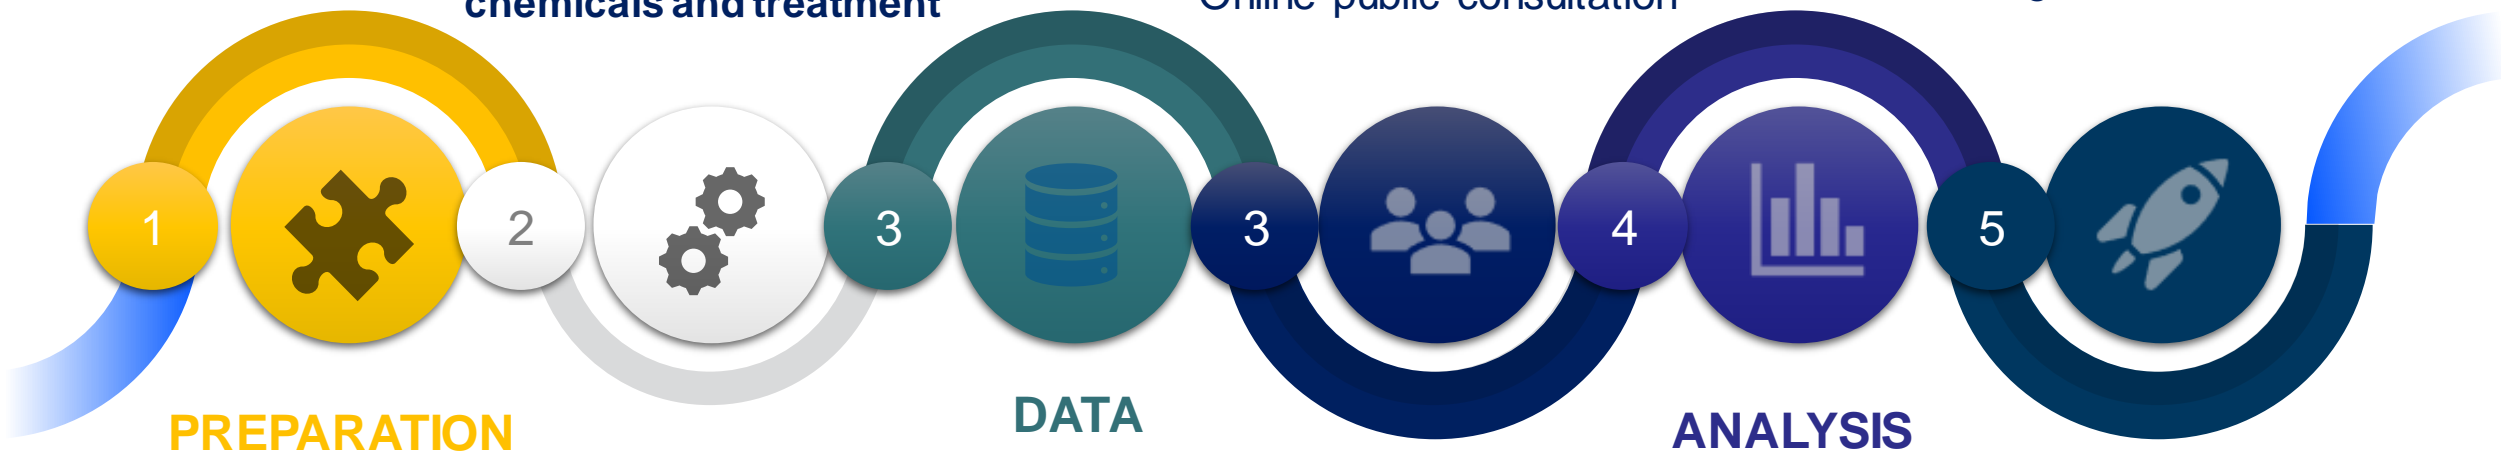 chemicals and treatment
Online public consultation
1
2
3
3
4
5
PREPARATION
DATA
ANALYSIS